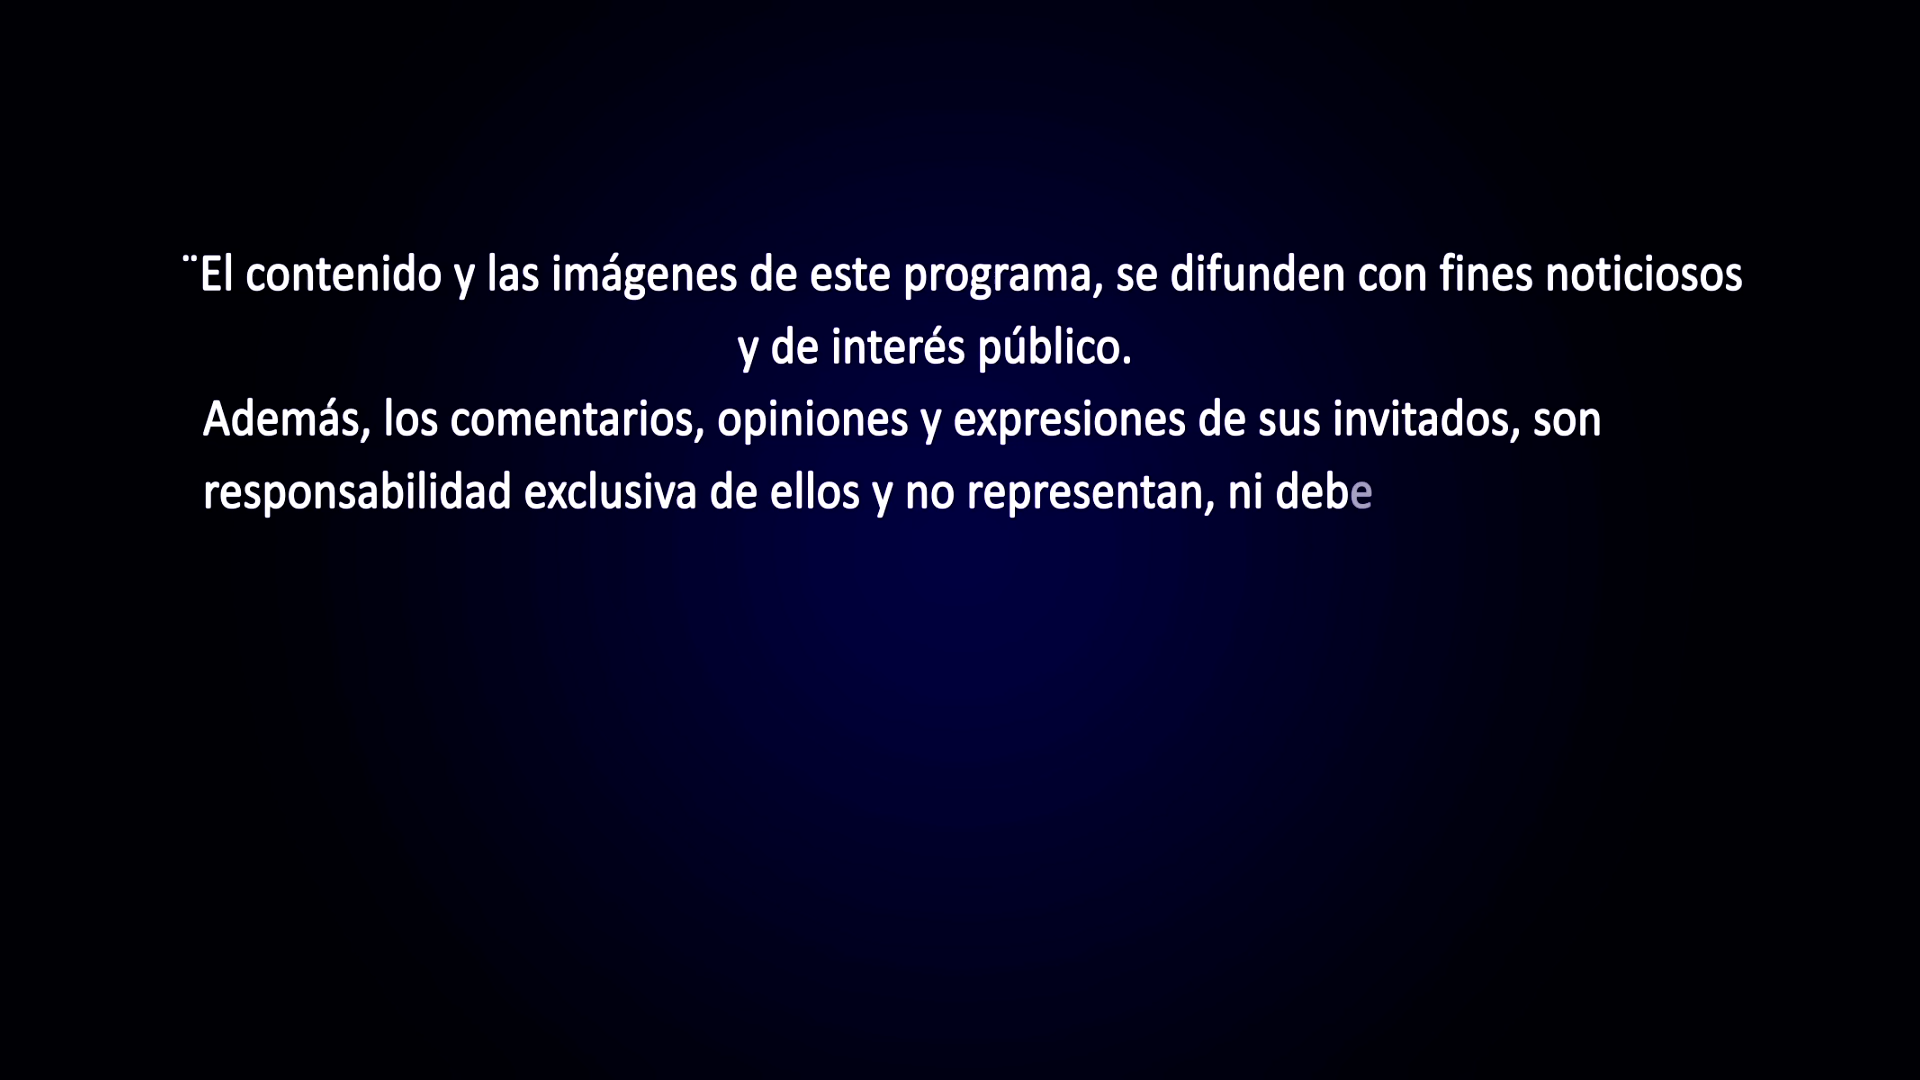 ¨El contenido y las imágenes de este programa, se difunden con fines noticiosos
y de interés público.
Además, los comentarios, opiniones y expresiones de sus invitados, son
responsabilidad exclusiva de ellos y no representan, ni debe